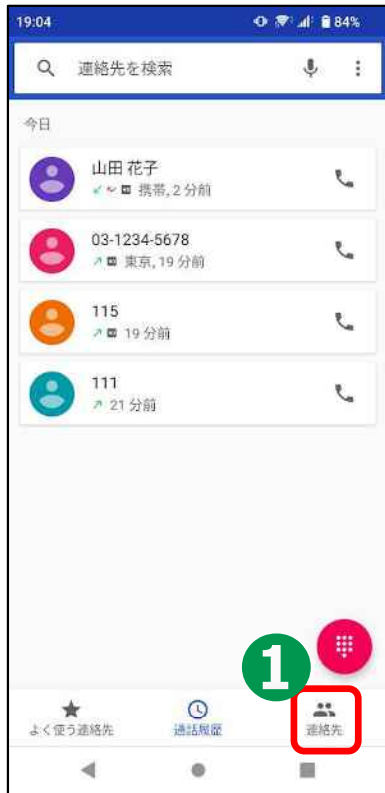 19:04 84%
連絡先を検索
今日
山田 花子
携帯, 2 分前
03-1234-5678
東京, 19 分前
115
19 分前
111
21 分前
1
よく使う連絡先 通話履歴 連絡先